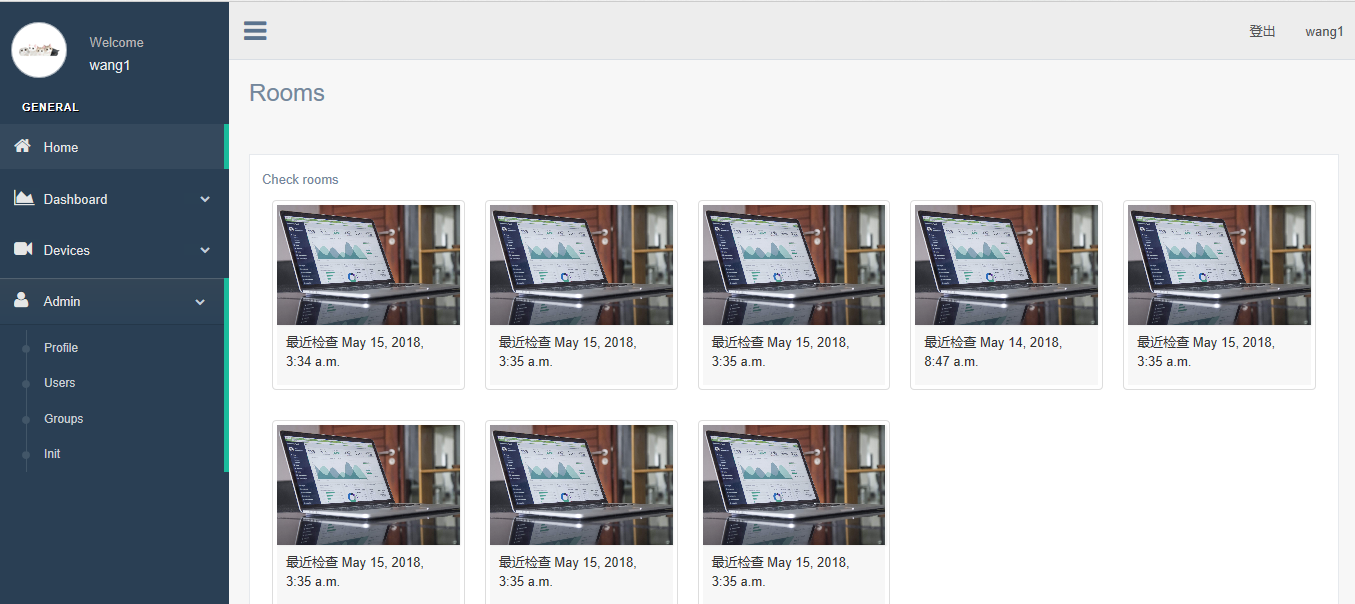 Welcome
wang1
GENERAL
Home
Dashboard
Devices
Admin
Profile
Users
Groups
Init
登出
wang1
Rooms
Check rooms
最近检查 May 15, 2018,
3:34 a.m.
最近检查 May 15, 2018,
3:35 a.m.
最近检查 May 15, 2018,
3:35 a.m.
最近检查 May 14, 2018,
8:47 a.m.
最近检查 May 15, 2018,
3:35 a.m.
最近检查 May 15, 2018,
3:35 a.m.
最近检查 May 15, 2018,
3:35 a.m.
最近检查 May 15, 2018,
3:35 a.m.